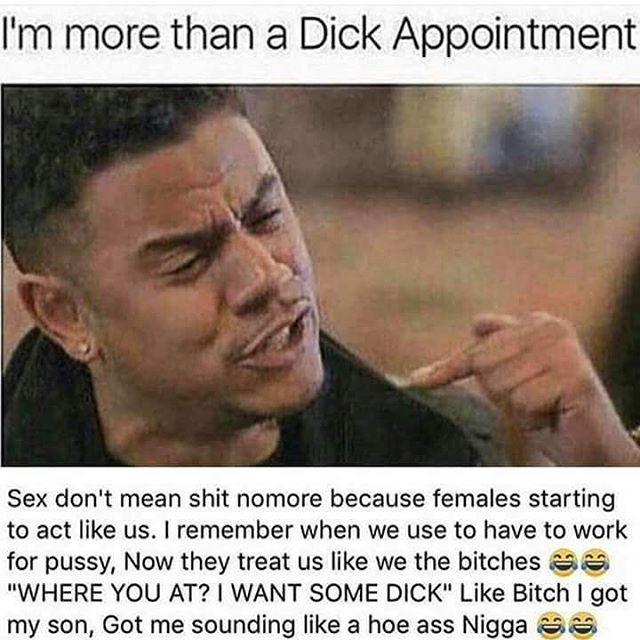 I'm more than a Dick Appointment
Sex don't mean shit nomore because females starting
to act like us. I remember when we use to have to work
for pussy, Now they treat us like we the bitches 😂😂
"WHERE YOU AT? I WANT SOME DICK" Like Bitch I got
my son, Got me sounding like a hoe ass Nigga 😂😂